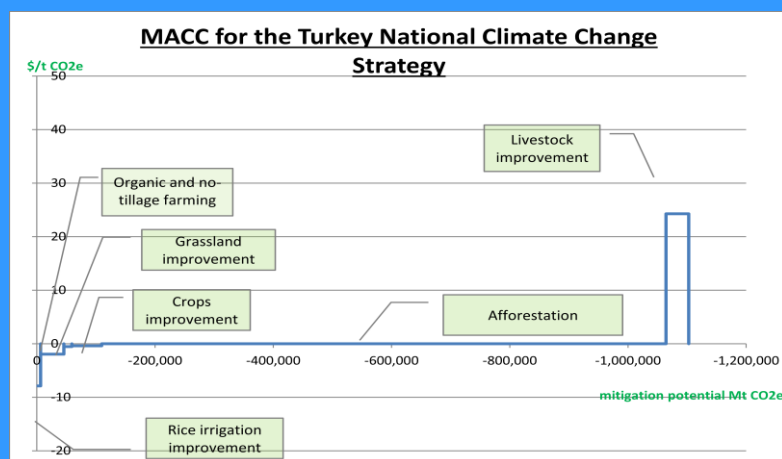 MACC for the Turkey National Climate Change
Strategy
$/t CO2e
50
40
30
20
10
0
-10
-20
Livestock
improvement
Organic and no-
tillage farming
Grassland
improvement
Crops
improvement
Afforestation
0
-200,000
-400,000
-600,000
-800,000
-1,000,000
-1,200,000
mitigation potential Mt CO2e
Rice irrigation
improvement